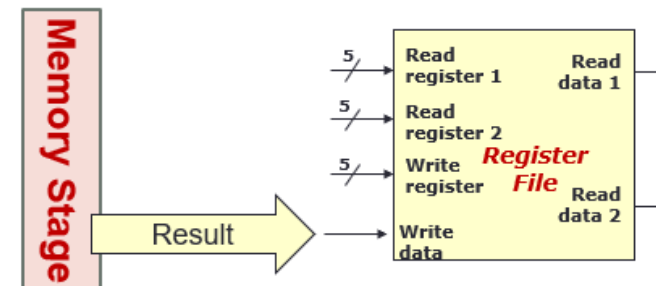 Memory Stage
Result
5
Read
register 1
5
Read
register 2
5
Write
register
Write
data
Register
File
Read
data 1
Read
data 2